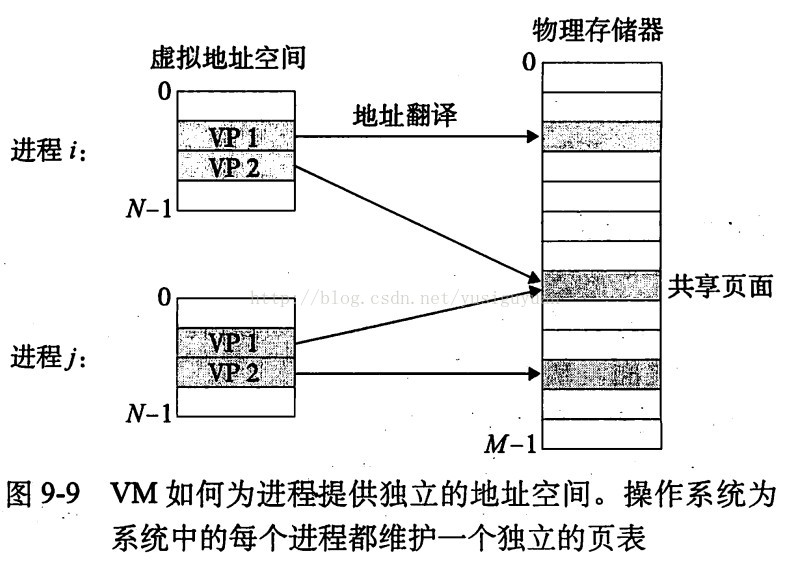 虚拟地址空间
物理存储器
0
0
地址翻译
进程 i:
VP 1
VP 2
N-1
0
http://blog.csdn.net/yusiguyuan
共享页面
进程 j:
VP 1
VP 2
N-1
M-1
图 9-9 VM 如何为进程提供独立的地址空间。操作系统为
系统中的每个进程都维护一个独立的页表